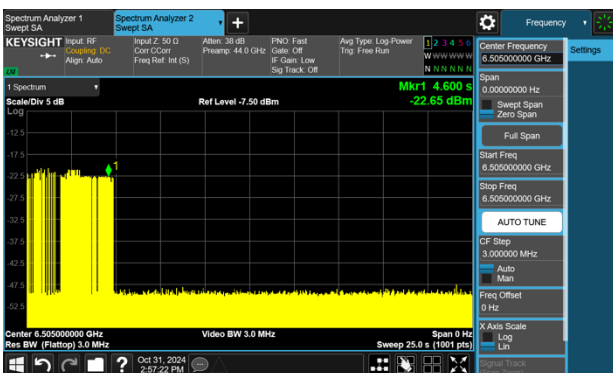 Spectrum Analyzer 1
Swept SA
Spectrum Analyzer 2
Swept SA
Frequency
KEYSIGHT
Input: RF
Coupling: DC
Align: Auto
Input Z: 50 Ω
Corr CCorr
Freq Ref: Int (S)
Atten: 38 dB
Preamp: 44.0 GHz
PNO: Fast
Gate: Off
IF Gain: Low
Sig Track: Off
Avg Type: Log-Power
Trig: Free Run
1 2 3 4 5 6
W W W W W W
N N N N N N
1 Spectrum
Scale/Div 5 dB
Log
Ref Level -7.50 dBm
Mkr1 4.600 s
-22.65 dBm
-12.5
-17.5
-22.5
-27.5
-32.5
-37.5
-42.5
-47.5
-52.5
1
Center 6.505000000 GHz
Res BW (Flattop) 3.0 MHz
Video BW 3.0 MHz
Span 0 Hz
Sweep 25.0 s (1001 pts)
Oct 31, 2024
2:57:22 PM
Center Frequency
6.505000000 GHz
Settings
Span
0.00000000 Hz
Swept Span
Zero Span
Full Span
Start Freq
6.505000000 GHz
Stop Freq
6.505000000 GHz
AUTO TUNE
CF Step
3.000000 MHz
Auto
Man
Freq Offset
0 Hz
X Axis Scale
Log
Lin
Signal Track